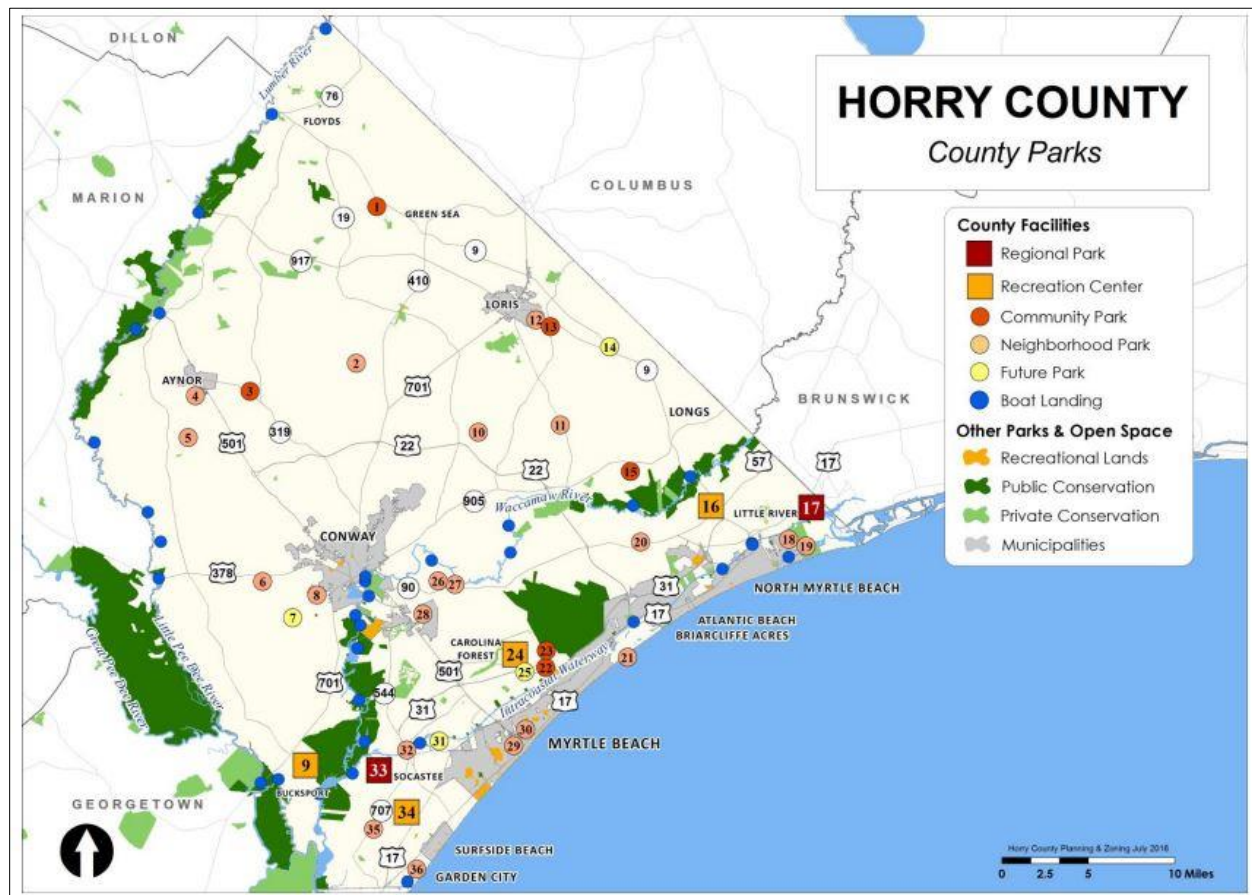 DILLON
Lumber River
76
FLOYDS
HORRY COUNTY
County Parks
MARION
COLUMBUS
1
GREEN SEA
19
9
917
410
County Facilities
Regional Park
Recreation Center
Community Park
Neighborhood Park
Future Park
Boat Landing
Other Parks & Open Space
Recreational Lands
Public Conservation
Private Conservation
Municipalities
LORIS
12
13
14
2
9
AYNOR
4
3
701
BRUNSWICK
LONGS
5
501
319
22
10
11
22
15
57
17
905
Waccamaw River
16
LITTLE RIVER
17
CONWAY
20
18
19
378
6
8
90
26
27
31
NORTH MYRTLE BEACH
7
28
17
ATLANTIC BEACH
BRIARCLIFFE ACRES
Great Pee Dee River
Little Pee Dee River
CAROLINA
FOREST
24
23
22
25
21
501
Intracoastal Waterway
701
544
31
17
30
29
MYRTLE BEACH
32
31
9
33
SOCASTEE
BUCKSPORT
GEORGETOWN
707
34
35
17
SURFSIDE BEACH
36
GARDEN CITY
Horry County Planning & Zoning July 2016
0 2.5 5 10 Miles